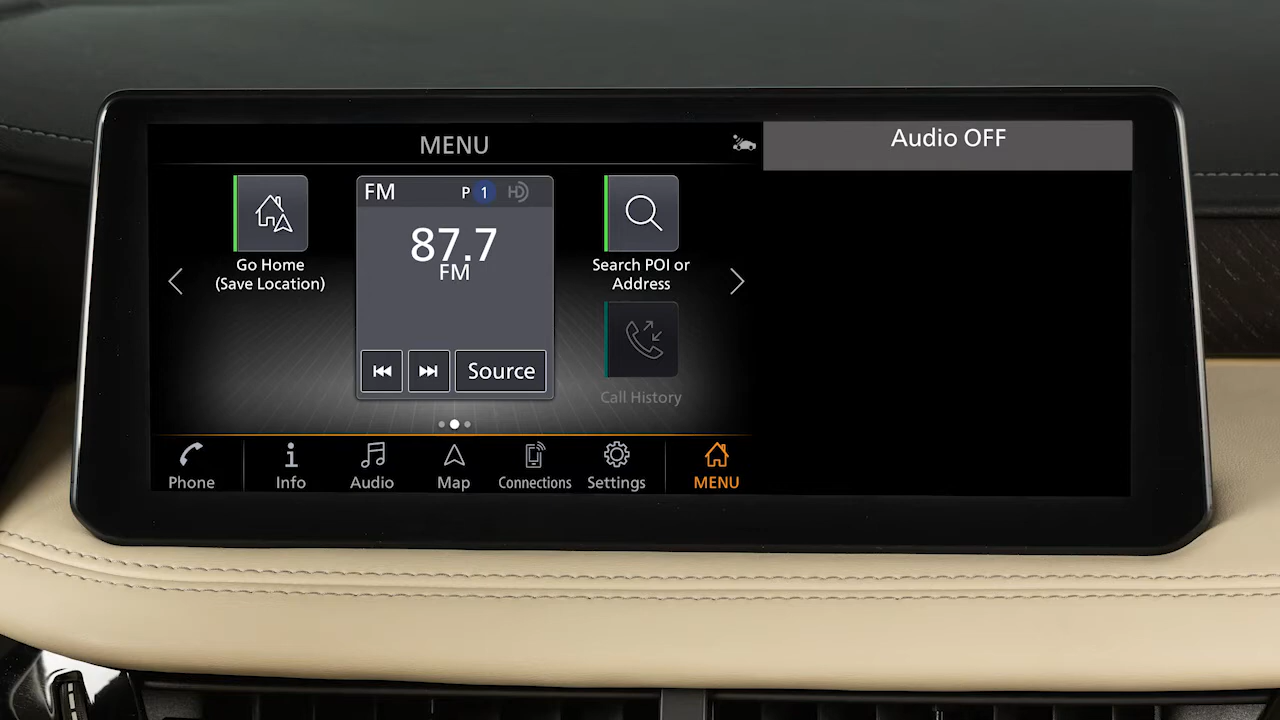 MENU
Audio OFF
Go Home
(Save Location)
FM
P 1 HD
87.7
FM
Source
Search POI or
Address
Call History
Phone
Info
Audio
Map
Connections
Settings
MENU